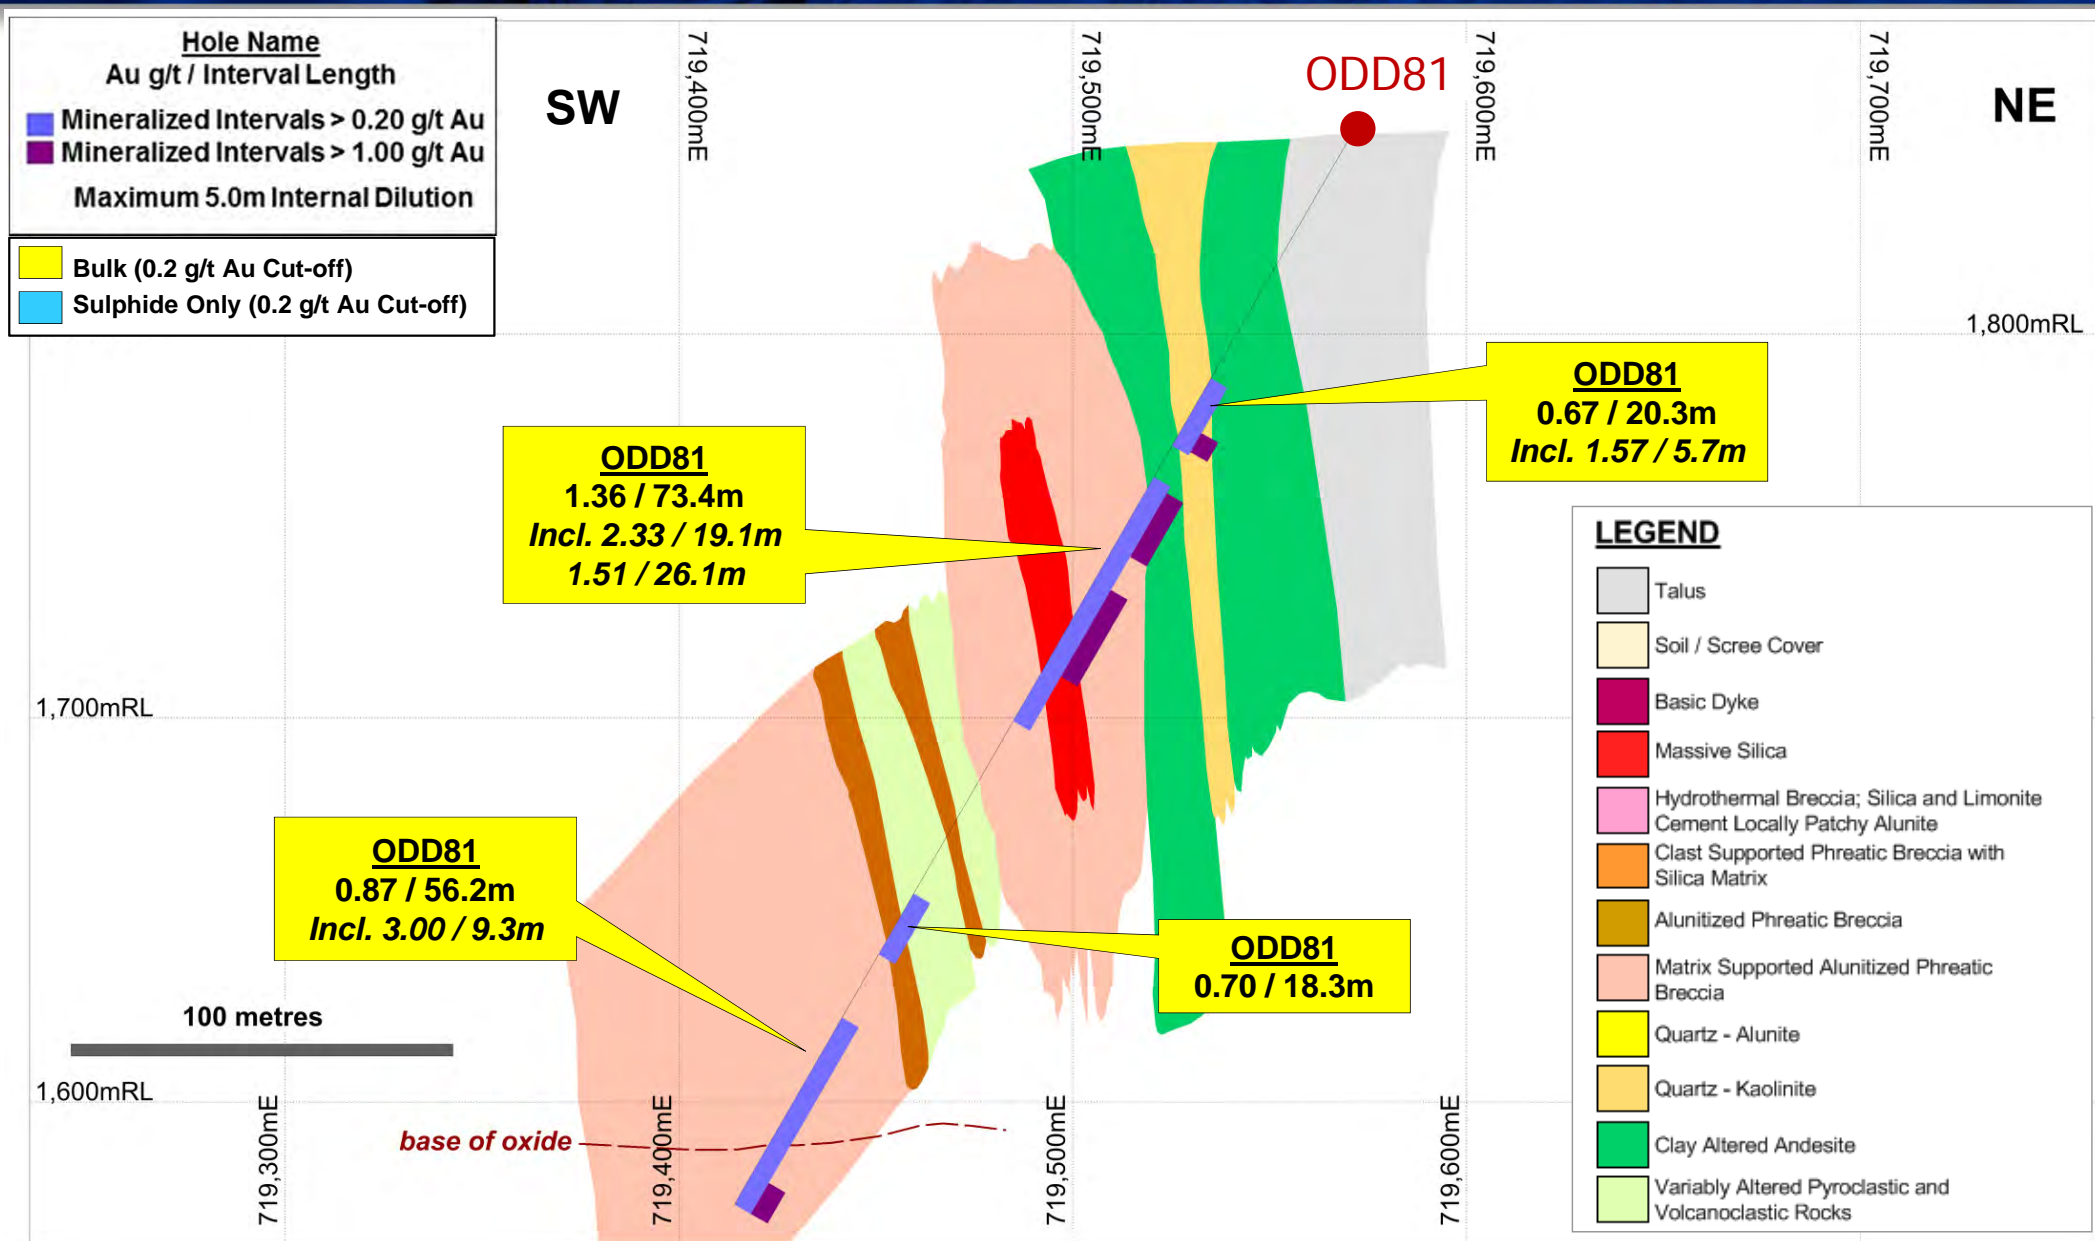 Hole Name
Au g/t / Interval Length
Mineralized Intervals > 0.20 g/t Au
Mineralized Intervals > 1.00 g/t Au
Maximum 5.0m Internal Dilution
Bulk (0.2 g/t Au Cut-off)
Sulphide Only (0.2 g/t Au Cut-off)
SW
719,400mE
719,500mE
ODD81
719,600mE
719,700mE
NE
1,800mRL
ODD81
0.67 / 20.3m
Incl. 1.57 / 5.7m
ODD81
1.36 / 73.4m
Incl. 2.33 / 19.1m
1.51 / 26.1m
1,700mRL
ODD81
0.87 / 56.2m
Incl. 3.00 / 9.3m
ODD81
0.70 / 18.3m
100 metres
1,600mRL
base of oxide
719,300mE
719,400mE
719,500mE
719,600mE
LEGEND
Talus
Soil / Scree Cover
Basic Dyke
Massive Silica
Hydrothermal Breccia; Silica and Limonite
Cement Locally Patchy Alunite
Clast Supported Phreatic Breccia with
Silica Matrix
Alunitized Phreatic Breccia
Matrix Supported Alunitized Phreatic
Breccia
Quartz - Alunite
Quartz - Kaolinite
Clay Altered Andesite
Variably Altered Pyroclastic and
Volcanoclastic Rocks